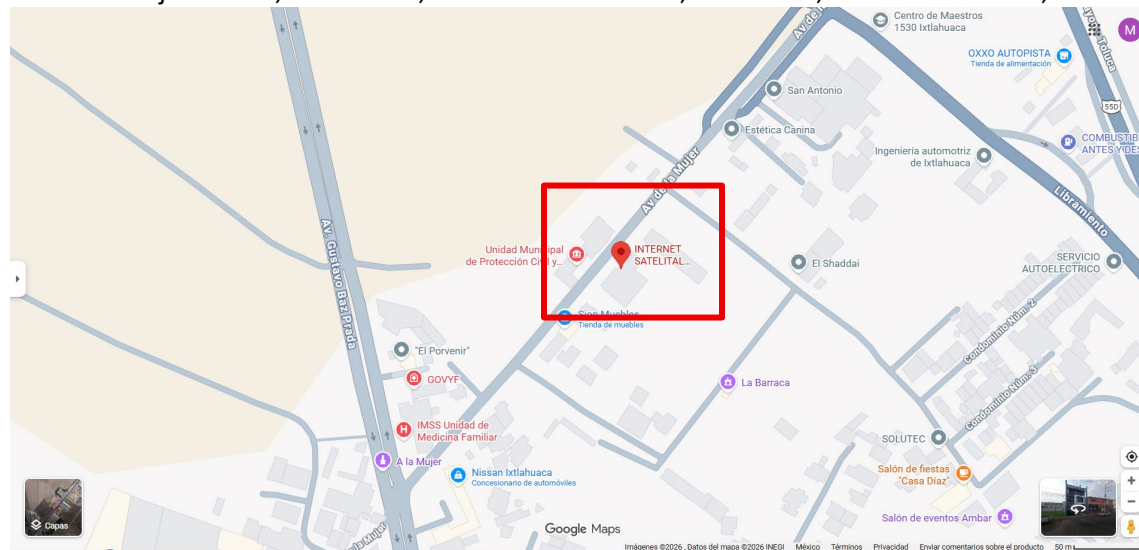 Centro de Maestros
1530 Ixtlahuaca
M
OXXO AUTOPISTA
Tienda de alimentación
Toluca
San Antonio
55D
Estética Canina
COMBUSTIB
ANTES Y DES
Ingeniería automotriz
de Ixtlahuaca
Av de la Mujer
Libramiento
Av. Gustavo Baz Prada
Unidad Municipal
de Protección Civil y...
INTERNET
SATELITAL...
El Shaddai
SERVICIO
AUTOELECTRICO
Sion Muebles
Tienda de muebles
Condominio Núm. 2
"El Porvenir"
GOVYF
La Barraca
Condominio Núm. 3
IMSS Unidad de
Medicina Familiar
SOLUTEC
A la Mujer
Nissan Ixtlahuaca
Concesionario de automóviles
Salón de fiestas
"Casa Díaz"
Capas
Google Maps
Salón de eventos Ambar
Imágenes ©2026 , Datos del mapa ©2026 INEGI México Términos Privacidad Enviar comentarios sobre el producto 50 m